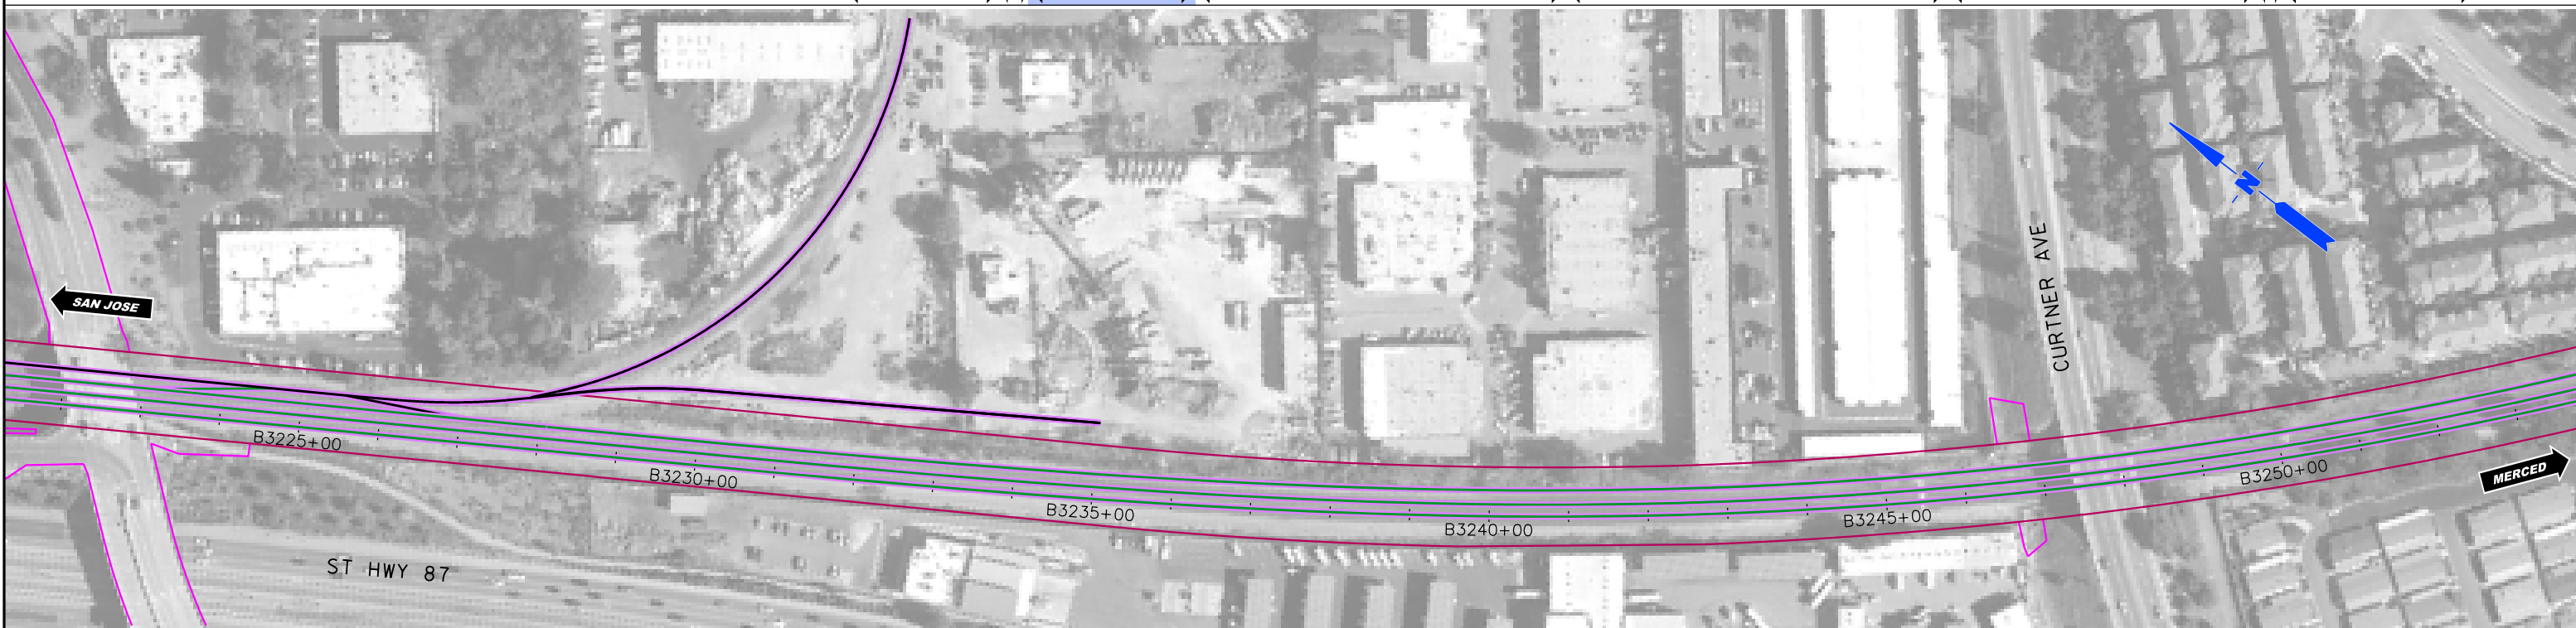 SAN JOSE
N
CURTNER AVE
B3225+00
B3230+00
B3235+00
B3240+00
B3245+00
B3250+00
MERCED
ST HWY 87